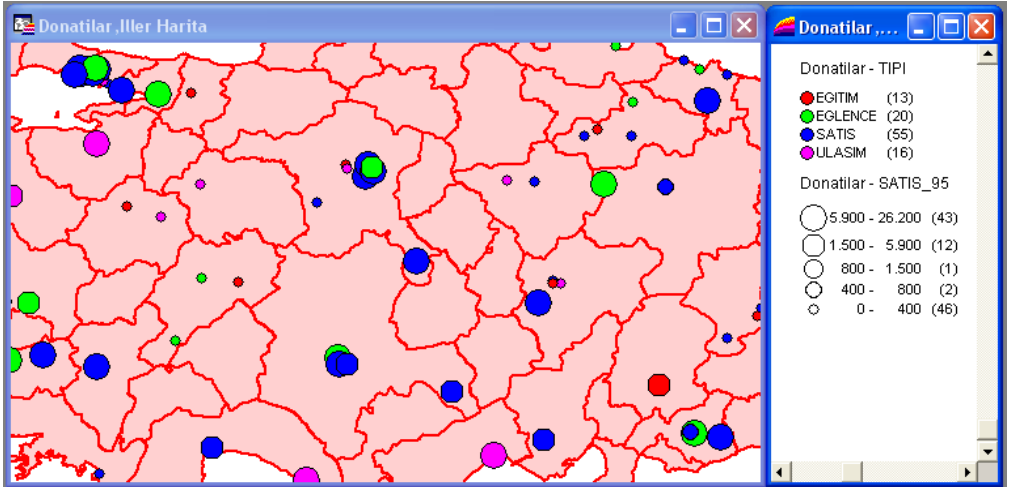 Donatilar ,Iller Harita
Donatilar ,...
Donatilar - TIPI
EGITIM (13)
EGLENCE (20)
SATIS (55)
ULASIM (16)
Donatilar - SATIS_95
5.900 - 26.200 (43)
1.500 - 5.900 (12)
800 - 1.500 (1)
400 - 800 (2)
0 - 400 (46)